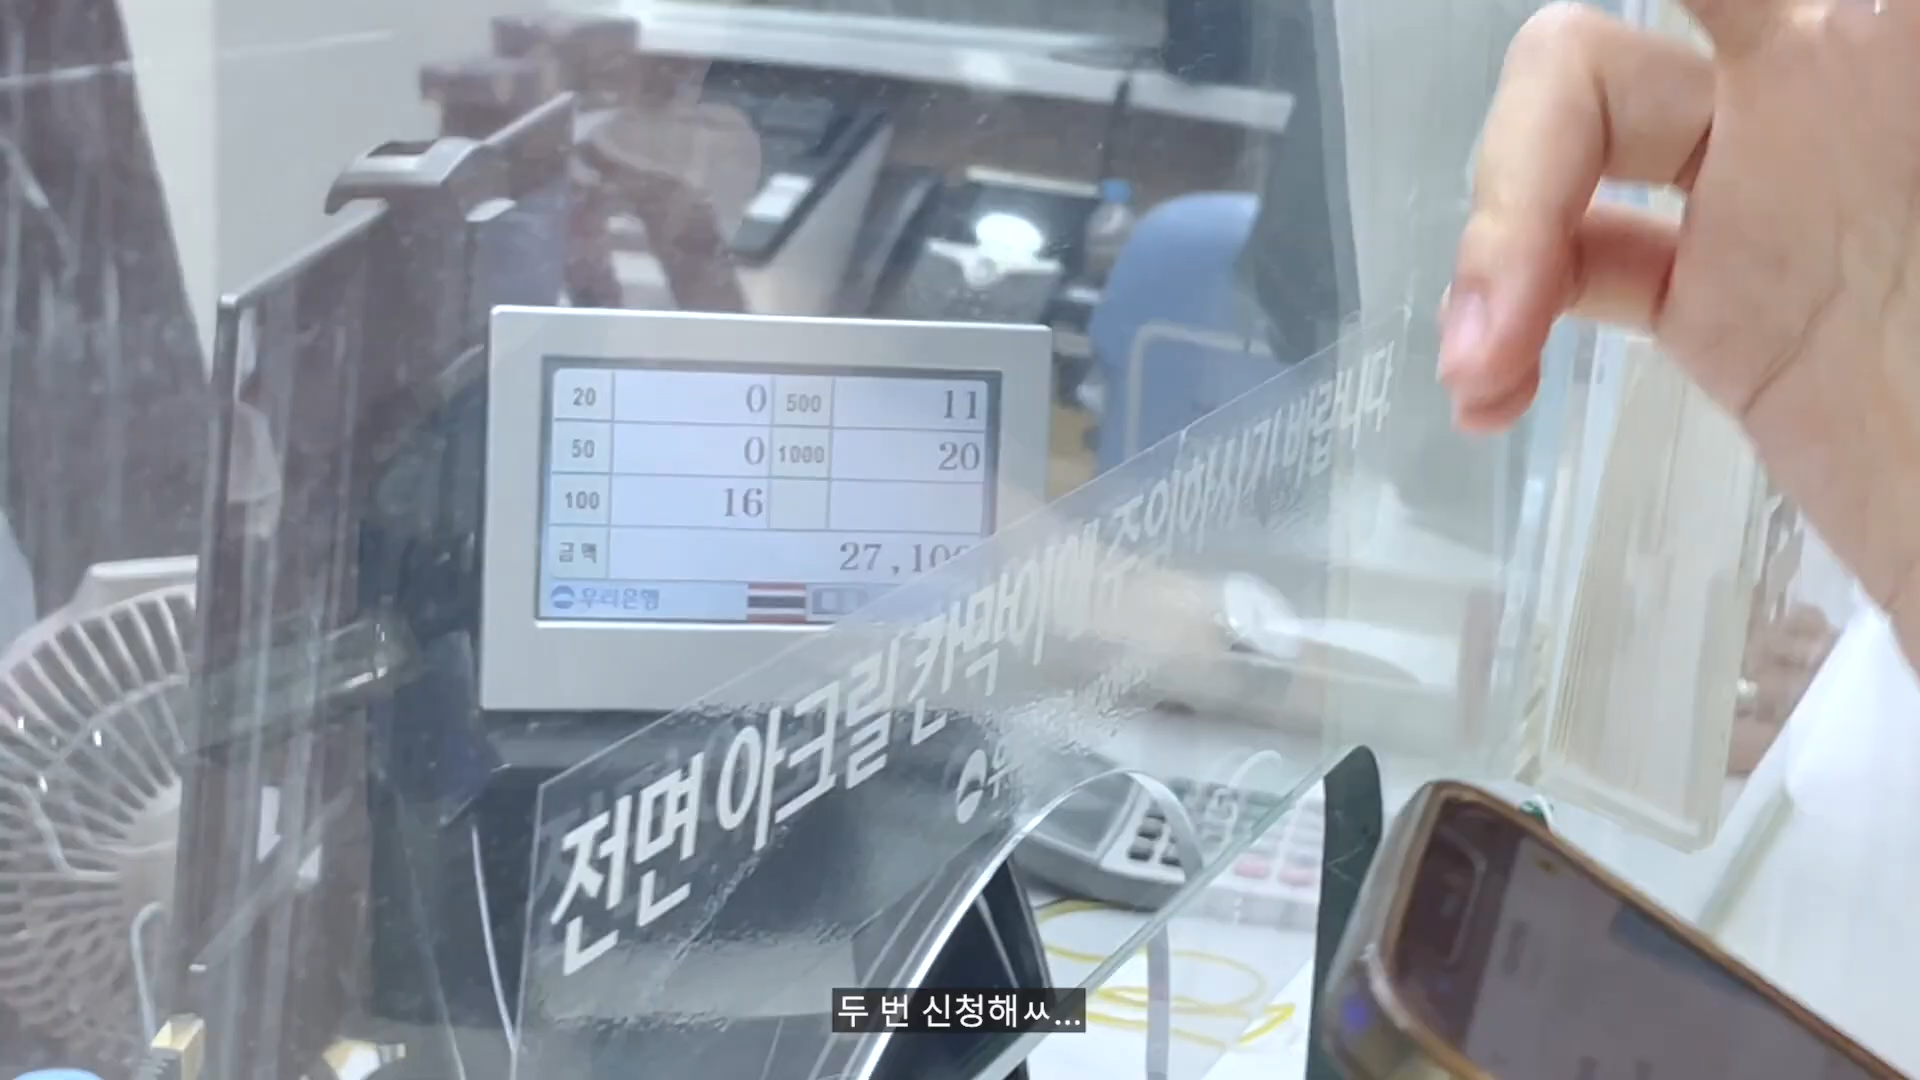 20 0 500 11
50 0 1000 20
100 16
금액 27,10
우리은행
전면 아크릴 칸막이에 주의하시기 바랍니다
두 번 신청해ㅆ...